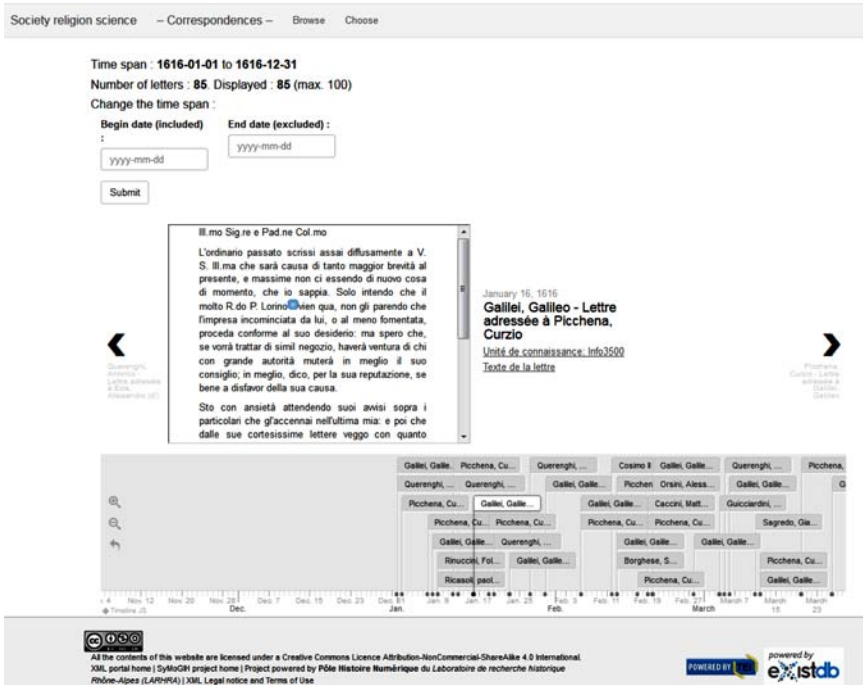 Society religion science – Correspondences – Browse Choose
Time span : 1616-01-01 to 1616-12-31
Number of letters : 85. Displayed : 85 (max. 100)
Change the time span :
Begin date (included) :
End date (excluded) :
yyyy-mm-dd
yyyy-mm-dd
Submit
Ill.mo Sig.re e Pad.ne Col.mo
L'ordinario passato scrissi assai diffusamente a V.
S. Ill.ma che sarà causa di tanto maggior brevità al
presente, e massime non ci essendo di nuovo cosa
di momento, che io sappia. Solo intendo che il
molto R.do P. Lorino vien qua, non gli parendo che
l'impresa incominciata da lui, o al meno fomentata,
proceda conforme al suo desiderio: ma spero che,
se vorrà trattar di simil negozio, haverà ventura di chi
con grande autorità muterà in meglio il suo
consiglio; in meglio, dico, per la sua reputazione, se
bene a disfavor della sua causa.
Sto con ansietà attendendo suoi avvisi sopra i
particolari che gl'accennai nell'ultima mia: e poi che
dalle sue cortesissime lettere veggo con quanto
January 16, 1616
Galilei, Galileo - Lettre
adressée à Picchena,
Curzio
Unité de connaissance: Info3500
Texte de la lettre
Querenghi,
Antonio -
Lettre adressée
à Este,
Alessandro (d')
Picchena,
Curzio - Lettre
adressée à
Galilei,
Galileo
Galilei, Galile... Picchena, Cu... Querenghi, ... Cosimo II Galilei, Galile... Querenghi, ... Picchena,
Querenghi, ... Querenghi, ... Galilei, Galile... Picchen Orsini, Aless... Galilei, Galile... G
Picchena, Cu... Galilei, Galile... Galilei, Galile... Caccini, Matt... Guicciardini, ...
Picchena, Cu... Picchena, Cu... Picchena, Cu... Picchena, Cu... Sagredo, Gia...
Galilei, Galile... Querenghi, ... Galilei, Galile... Galilei, Galile...
Rinuccini, Fol... Galilei, Galile... Borghese, S... Picchena, Cu...
Ricasoli, paol... Picchena, Cu... Galilei, Galile...
4 Nov. 12 Nov. 20 Nov. 28 Dec. 7 Dec. 15 Dec. 23 Dec. 31 Jan. 9 Jan. 17 Jan. 25 Feb. 3 Feb. 11 Feb. 19 Feb. 27 March 7 March 15 March 23
Timeline JS Dec. Jan. Feb. March
All the contents of this website are licensed under a Creative Commons Licence Attribution-NonCommercial-ShareAlike 4.0 International.
XML portal home | SyMoGIH project home | Project powered by Pôle Histoire Numérique du Laboratoire de recherche historique
Rhône-Alpes (LARHRA) | XML Legal notice and Terms of Use
POWERED BY TEI
powered by
eXistdb